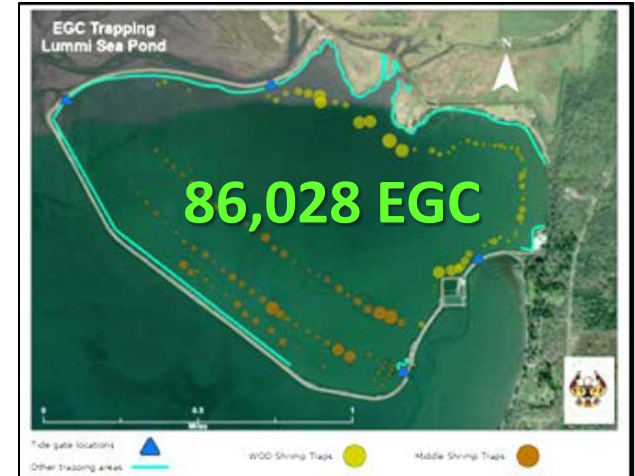 EGC Trapping
Lummi Sea Pond
N
86,028 EGC
0 0.5 1
Miles
Tide gate locations
WOD Shrimp Traps
Middle Shrimp Traps
Other trapping areas